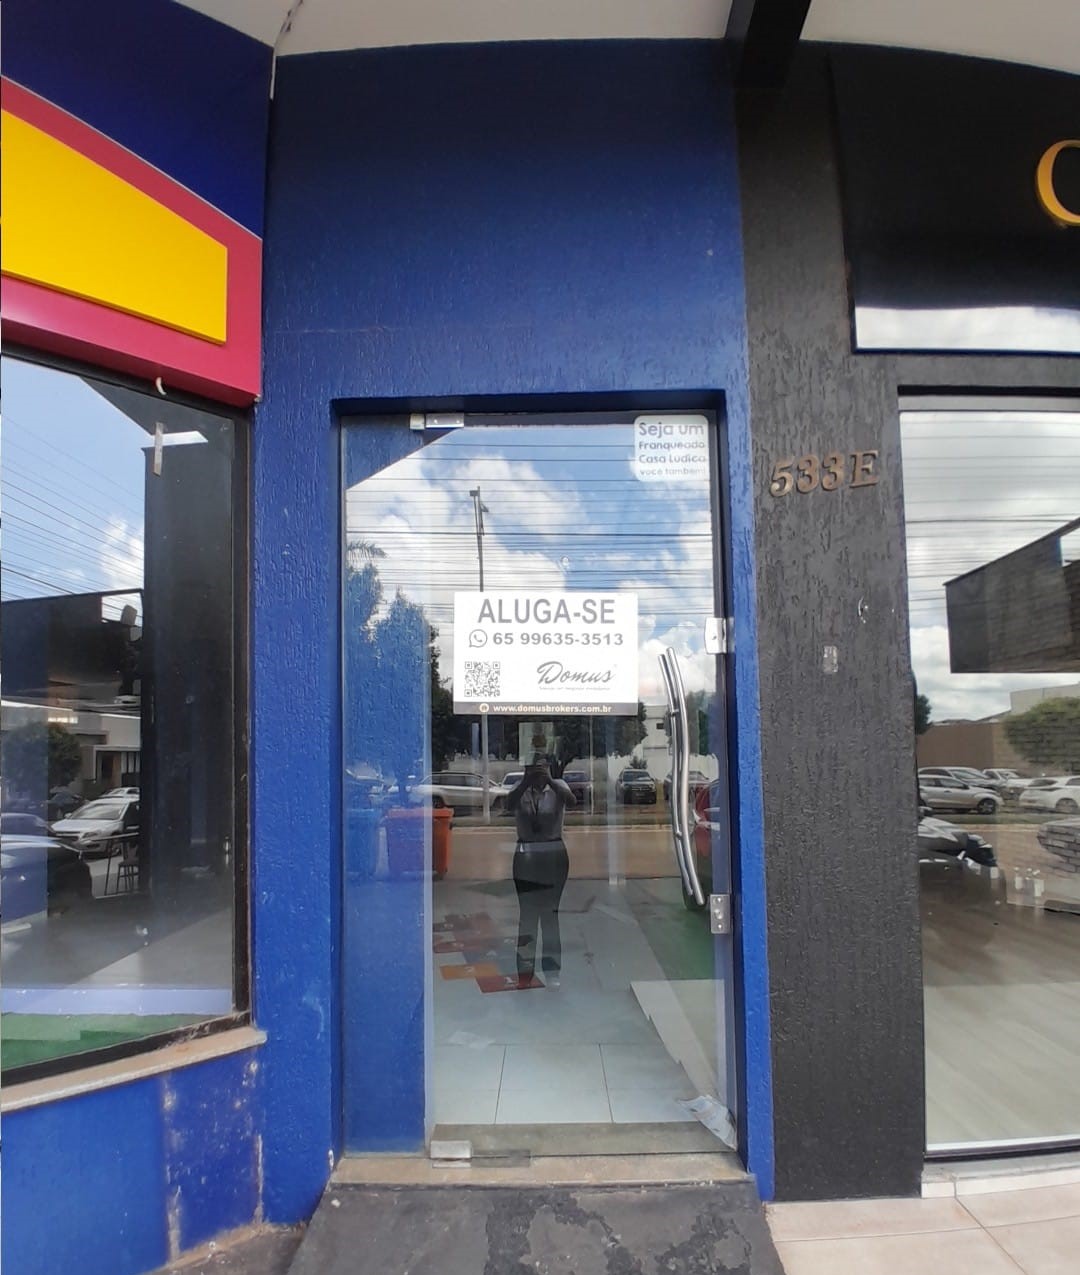 C
Seja um
Franqueado
Casa Ludica
você também
533E
ALUGA-SE
65 99635-3513
Domus
www.domusbrokers.com.br